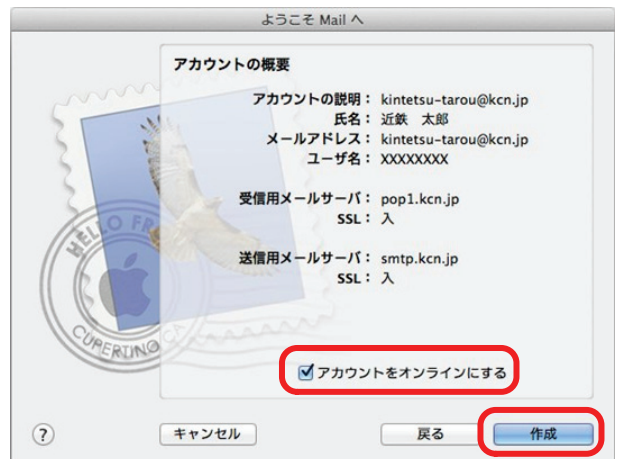 ようこそ Mail へ
アカウントの概要
アカウントの説明： kintetsu-tarou@kcn.jp
氏名： 近鉄　太郎
メールアドレス： kintetsu-tarou@kcn.jp
ユーザ名： XXXXXXXX
受信用メールサーバ： pop1.kcn.jp
SSL： 入
送信用メールサーバ： smtp.kcn.jp
SSL： 入
HELLO FR
CUPERTINO CA
アカウントをオンラインにする
?
キャンセル
戻る
作成